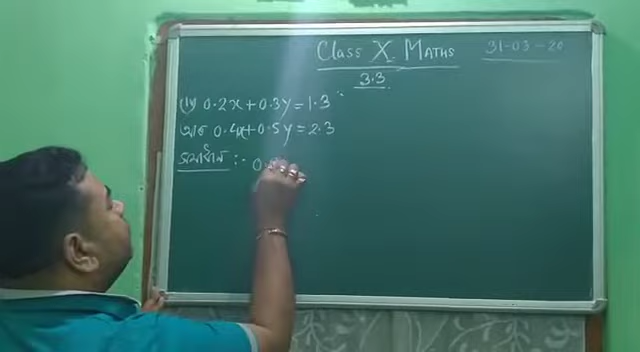 Class X MATHS
31-03-20
3.3
(iv) 0.2x+0.3y=1.3
আৰু 0.4x+0.5y=2.3
সমাধান :- 0.